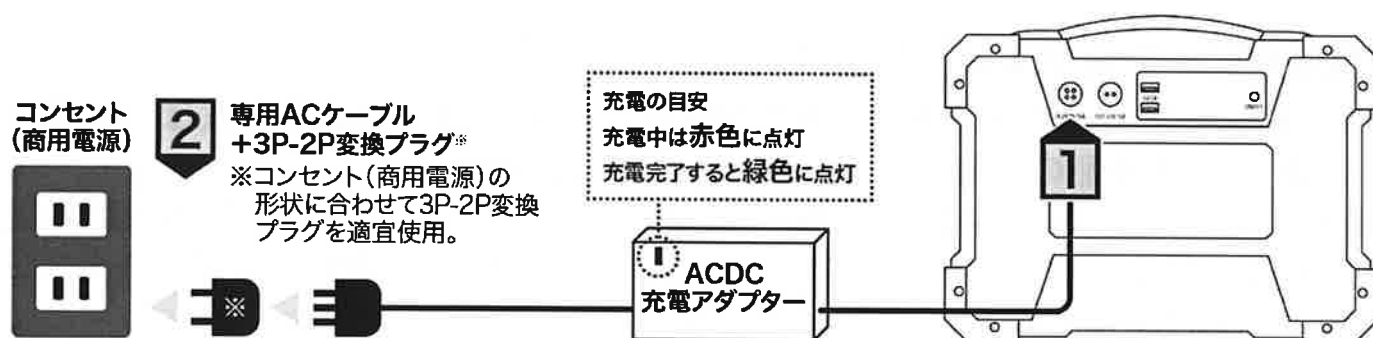 コンセント
(商用電源)
2
専用ACケーブル
+3P-2P変換プラグ※
※コンセント(商用電源)の
形状に合わせて3P-2P変換
プラグを適宜使用。
※
充電の目安
充電中は赤色に点灯
充電完了すると緑色に点灯
ACDC
充電アダプター
1